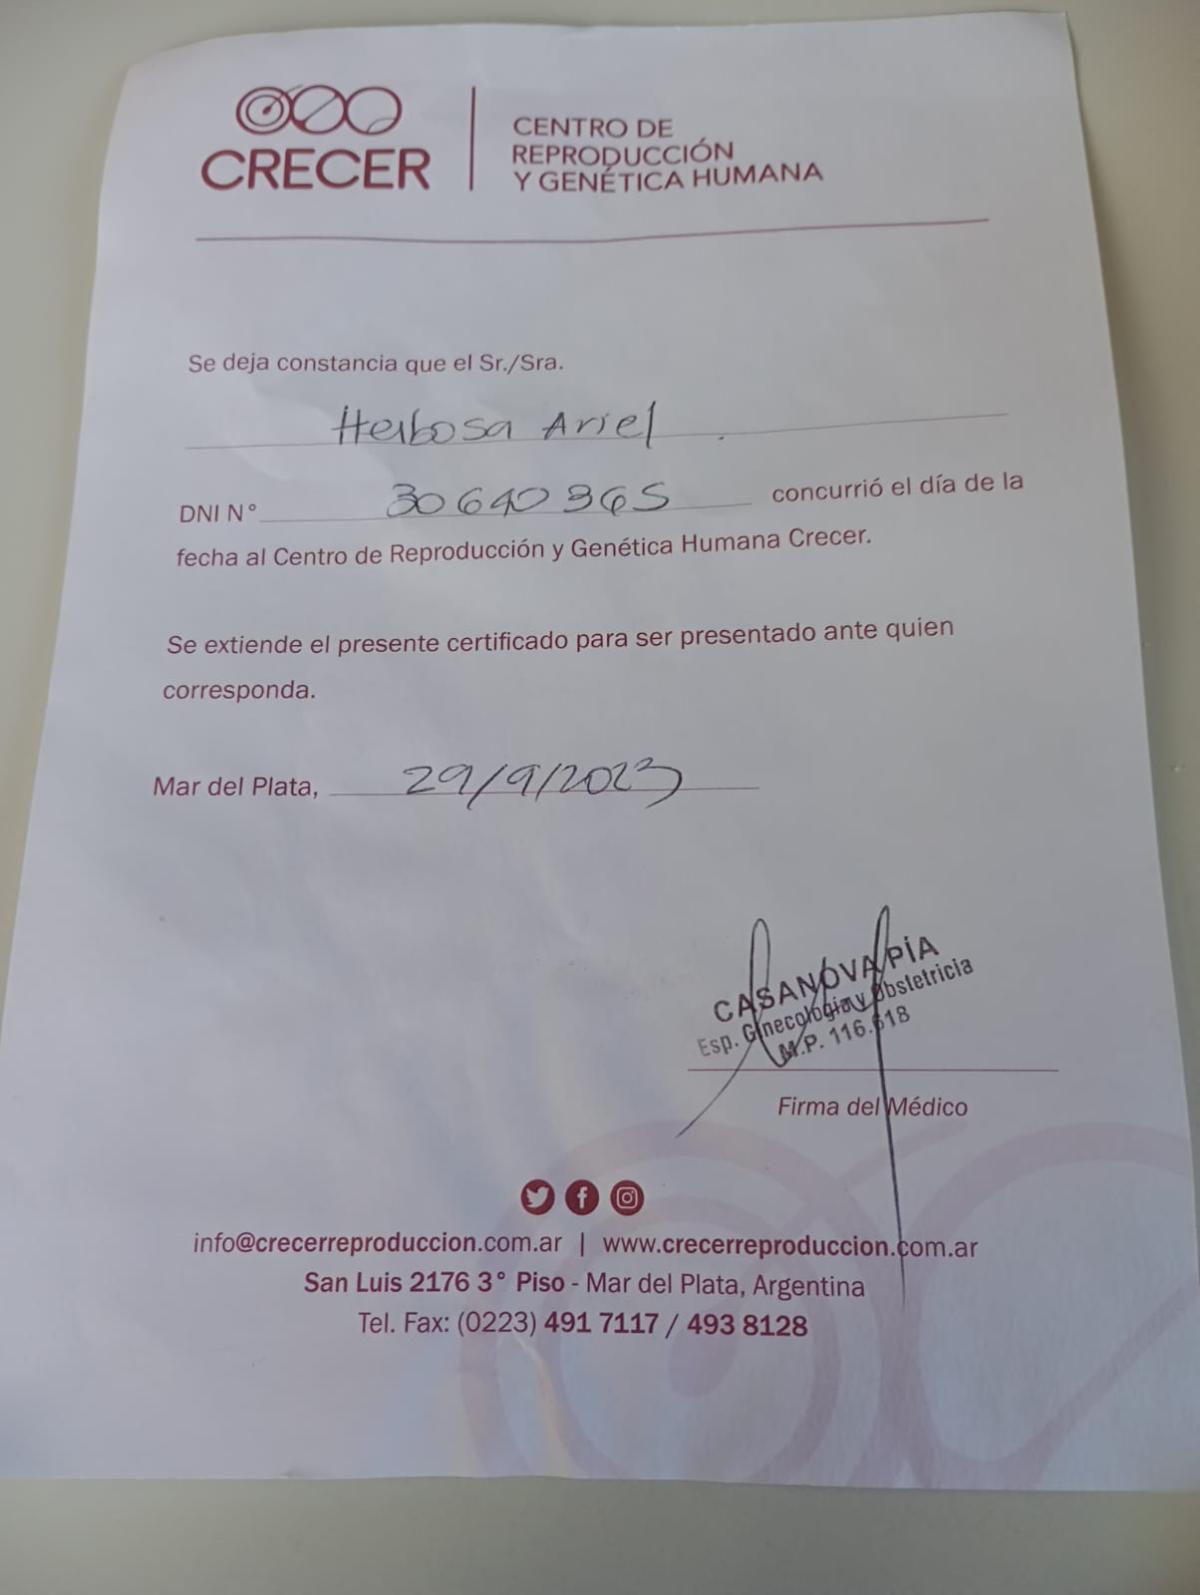 CRECER
CENTRO DE
REPRODUCCIÓN
Y GENÉTICA HUMANA
Se deja constancia que el Sr./Sra.
Herbosa Ariel
DNI N° 30640365 concurrió el día de la
fecha al Centro de Reproducción y Genética Humana Crecer.
Se extiende el presente certificado para ser presentado ante quien
corresponda.
Mar del Plata, 29/9/2023
CASANOVA PÍA
Esp. Ginecología y Obstetricia
M.P. 116.618
Firma del Médico
info@crecerreproduccion.com.ar | www.crecerreproduccion.com.ar
San Luis 2176 3° Piso - Mar del Plata, Argentina
Tel. Fax: (0223) 491 7117 / 493 8128